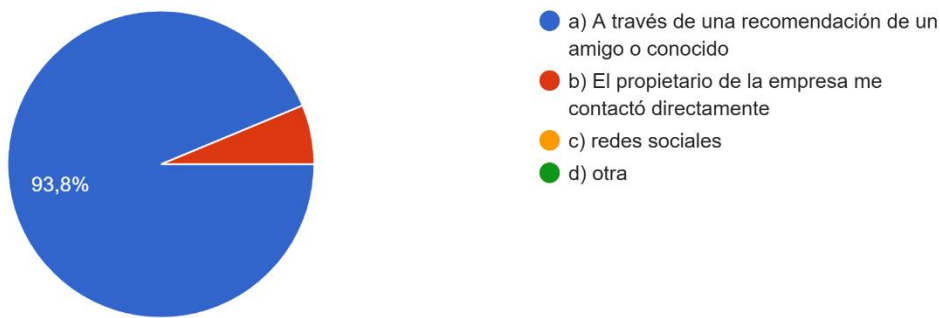 93,8%
a) A través de una recomendación de un
amigo o conocido
b) El propietario de la empresa me
contactó directamente
c) redes sociales
d) otra